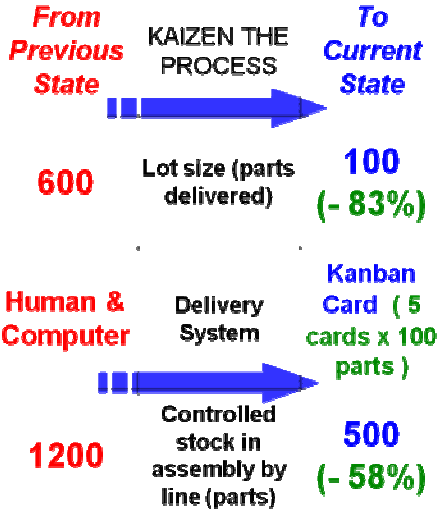 From
Previous
State
KAIZEN THE
PROCESS
To
Current
State
600
Lot size (parts
delivered)
100
(- 83%)
Human &
Computer
Delivery
System
Kanban
Card ( 5
cards x 100
parts )
1200
Controlled
stock in
assembly by
line (parts)
500
(- 58%)